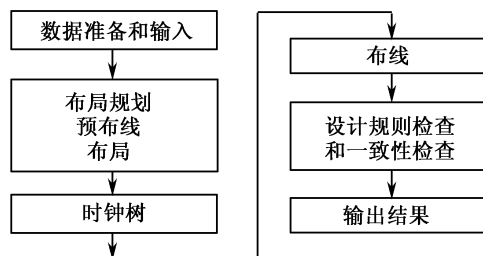 数据准备和输入
布局规划
预布线
布局
时钟树
布线
设计规则检查
和一致性检查
输出结果